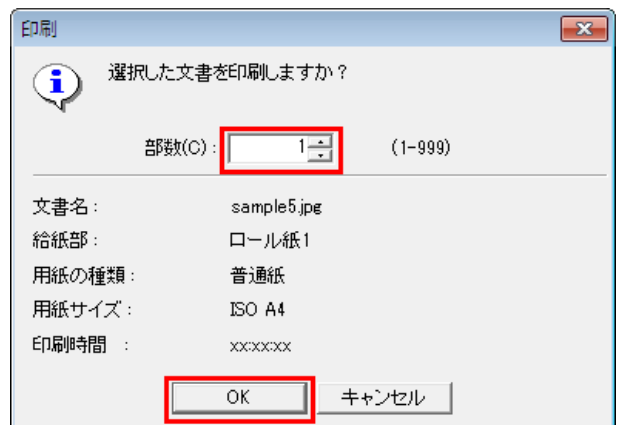 印刷
選択した文書を印刷しますか？
部数(C)： 1 (1-999)
文書名： sample5.jpg
給紙部： ロール紙1
用紙の種類： 普通紙
用紙サイズ： ISO A4
印刷時間 ： xx:xx:xx
OK キャンセル